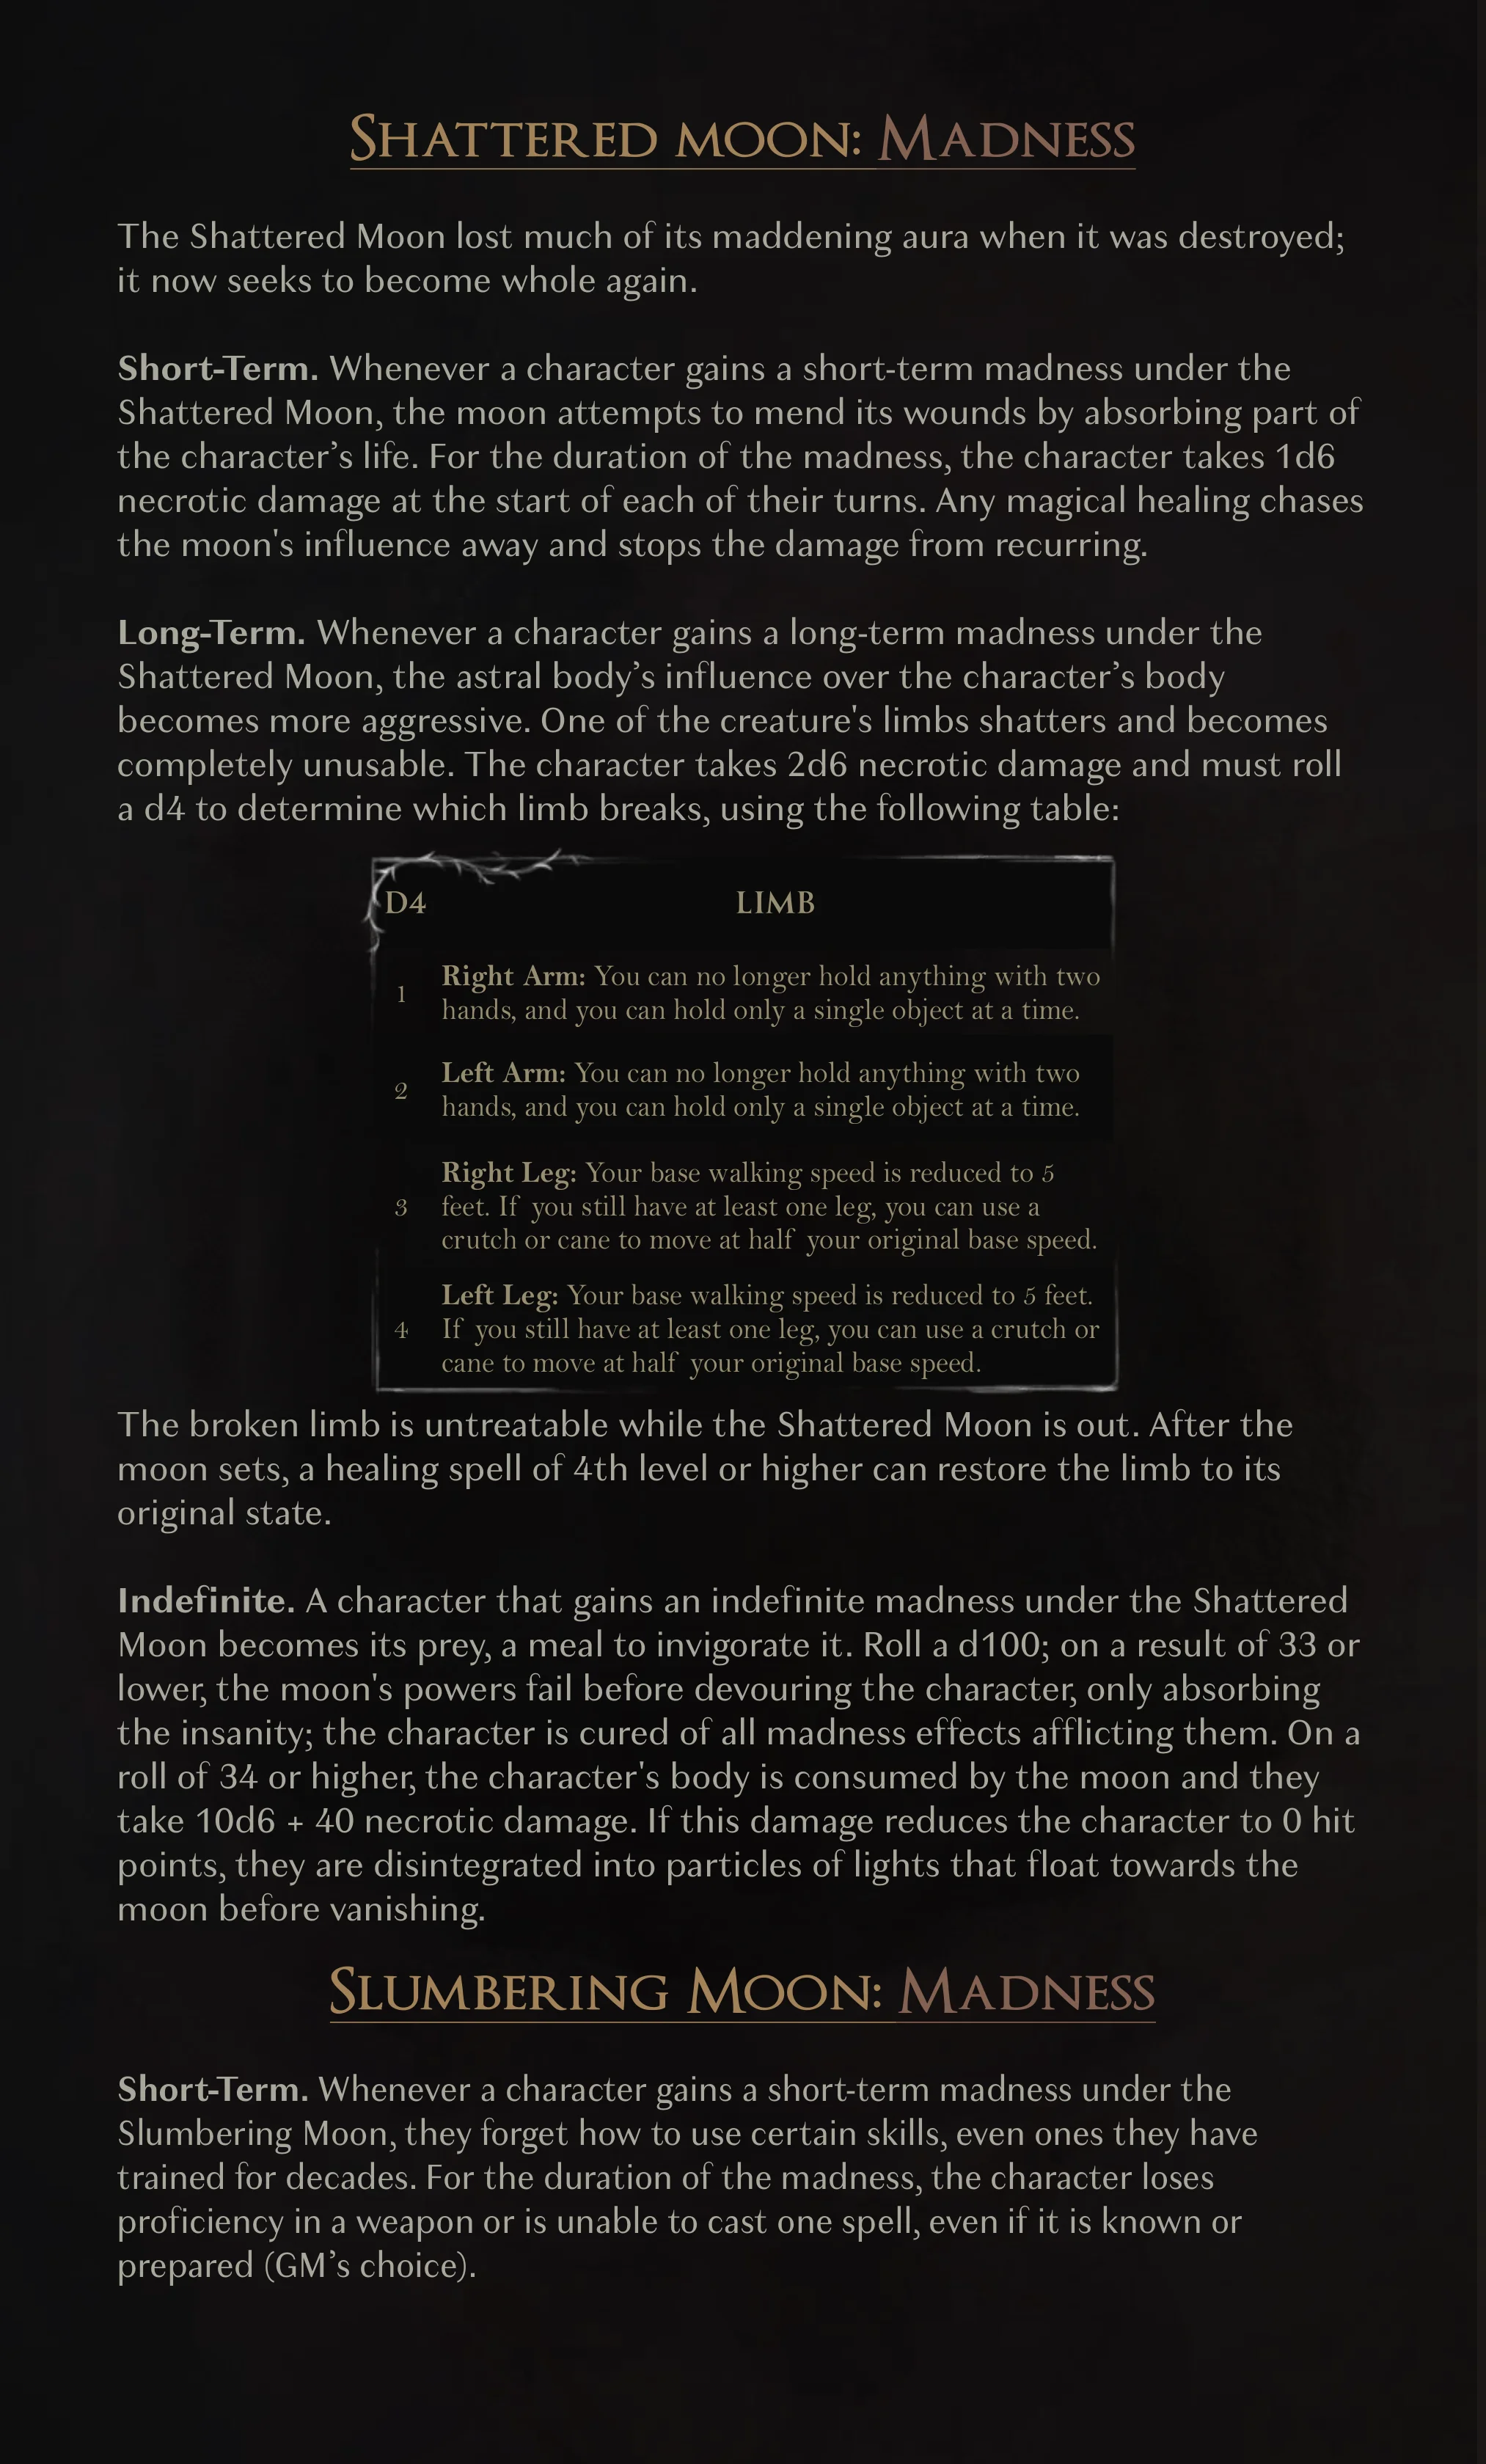 Shattered moon: Madness
The Shattered Moon lost much of its maddening aura when it was destroyed;
it now seeks to become whole again.
Short-Term. Whenever a character gains a short-term madness under the
Shattered Moon, the moon attempts to mend its wounds by absorbing part of
the character’s life. For the duration of the madness, the character takes 1d6
necrotic damage at the start of each of their turns. Any magical healing chases
the moon's influence away and stops the damage from recurring.
Long-Term. Whenever a character gains a long-term madness under the
Shattered Moon, the astral body’s influence over the character’s body
becomes more aggressive. One of the creature's limbs shatters and becomes
completely unusable. The character takes 2d6 necrotic damage and must roll
a d4 to determine which limb breaks, using the following table:
D4 LIMB
1 Right Arm: You can no longer hold anything with two
hands, and you can hold only a single object at a time.
2 Left Arm: You can no longer hold anything with two
hands, and you can hold only a single object at a time.
Right Leg: Your base walking speed is reduced to 5
3 feet. If you still have at least one leg, you can use a
crutch or cane to move at half your original base speed.
Left Leg: Your base walking speed is reduced to 5 feet.
4 If you still have at least one leg, you can use a crutch or
cane to move at half your original base speed.
The broken limb is untreatable while the Shattered Moon is out. After the
moon sets, a healing spell of 4th level or higher can restore the limb to its
original state.
Indefinite. A character that gains an indefinite madness under the Shattered
Moon becomes its prey, a meal to invigorate it. Roll a d100; on a result of 33 or
lower, the moon's powers fail before devouring the character, only absorbing
the insanity; the character is cured of all madness effects afflicting them. On a
roll of 34 or higher, the character's body is consumed by the moon and they
take 10d6 + 40 necrotic damage. If this damage reduces the character to 0 hit
points, they are disintegrated into particles of lights that float towards the
moon before vanishing.
Slumbering Moon: Madness
Short-Term. Whenever a character gains a short-term madness under the
Slumbering Moon, they forget how to use certain skills, even ones they have
trained for decades. For the duration of the madness, the character loses
proficiency in a weapon or is unable to cast one spell, even if it is known or
prepared (GM’s choice).